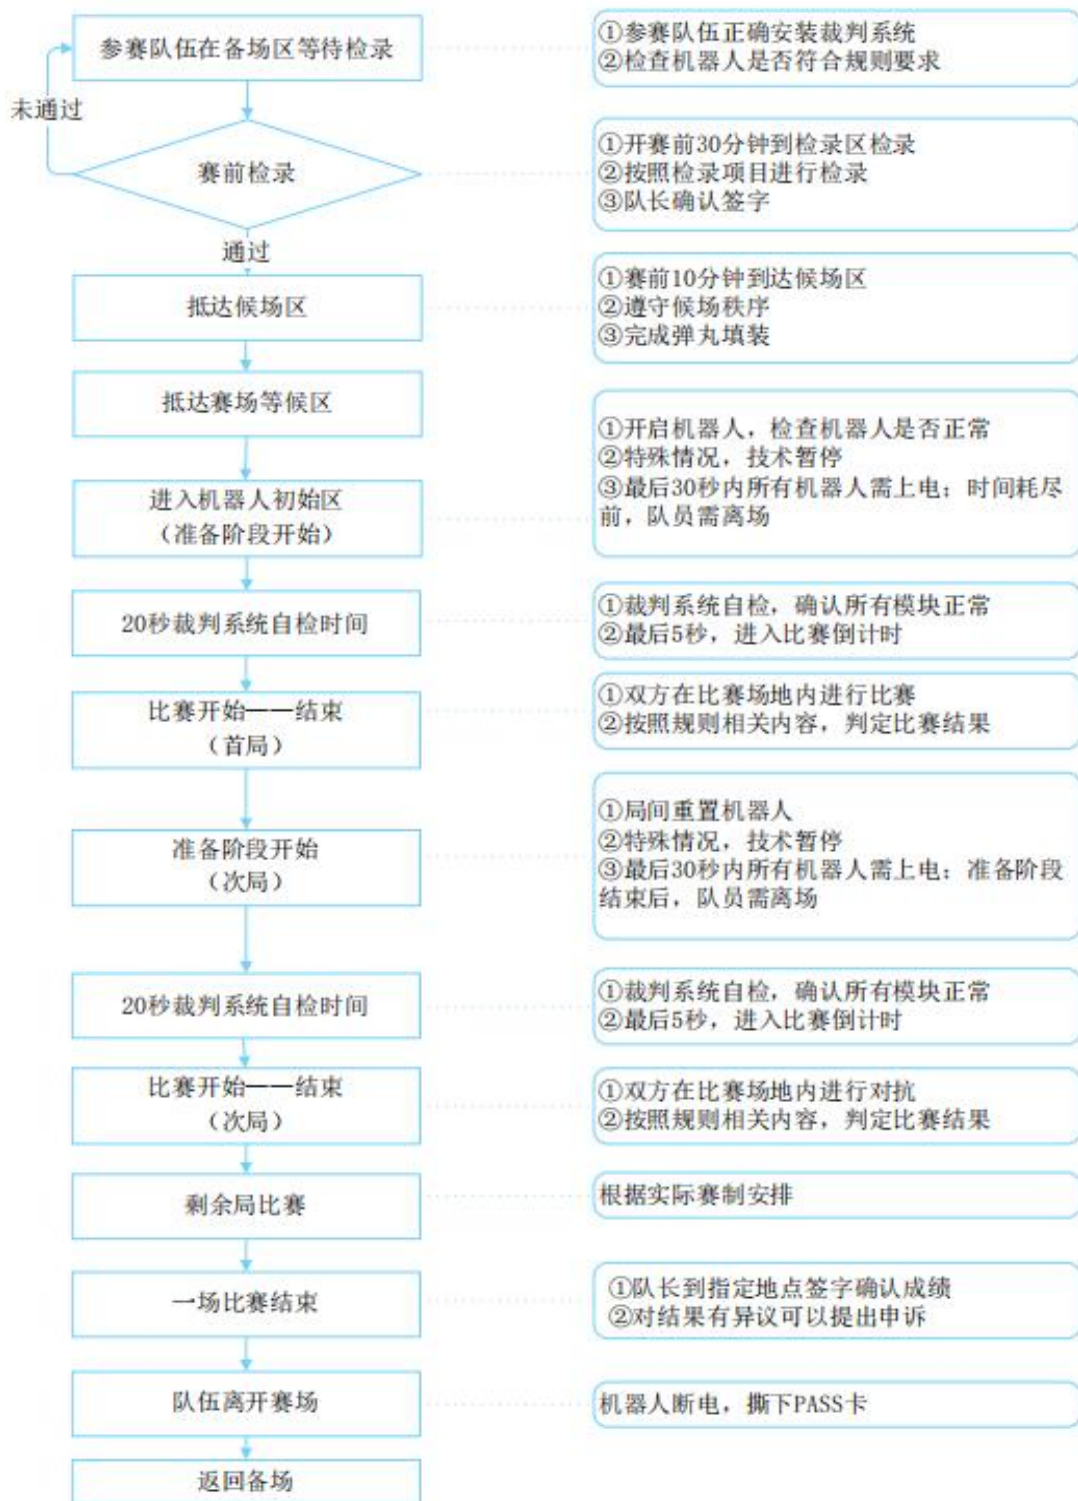 参赛队伍在备场区等待检录
①参赛队伍正确安装裁判系统
②检查机器人是否符合规则要求
未通过
赛前检录
①开赛前30分钟到检录区检录
②按照检录项目进行检录
③队长确认签字
通过
抵达候场区
①赛前10分钟到达候场区
②遵守候场秩序
③完成弹丸填装
抵达赛场等候区
进入机器人初始区
（准备阶段开始）
①开启机器人，检查机器人是否正常
②特殊情况，技术暂停
③最后30秒内所有机器人需上电；时间耗尽
前，队员需离场
20秒裁判系统自检时间
①裁判系统自检，确认所有模块正常
②最后5秒，进入比赛倒计时
比赛开始——结束
（首局）
①双方在比赛场地内进行比赛
②按照规则相关内容，判定比赛结果
准备阶段开始
（次局）
①局间重置机器人
②特殊情况，技术暂停
③最后30秒内所有机器人需上电；准备阶段
结束后，队员需离场
20秒裁判系统自检时间
①裁判系统自检，确认所有模块正常
②最后5秒，进入比赛倒计时
比赛开始——结束
（次局）
①双方在比赛场地内进行对抗
②按照规则相关内容，判定比赛结果
剩余局比赛
根据实际赛制安排
一场比赛结束
①队长到指定地点签字确认成绩
②对结果有异议可以提出申诉
队伍离开赛场
机器人断电，撕下PASS卡
返回备场